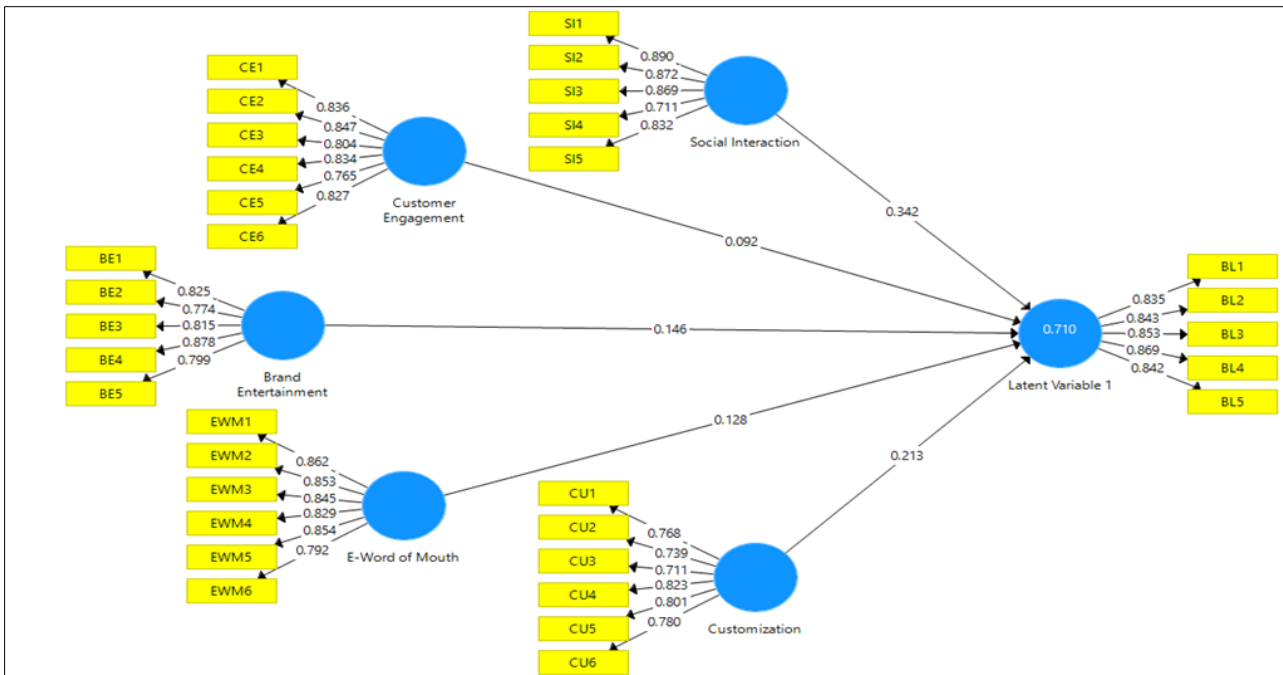 SI1
SI2
SI3
SI4
SI5
0.890
0.872
0.869
0.711
0.832
Social Interaction
CE1
CE2
CE3
CE4
CE5
CE6
0.836
0.847
0.804
0.834
0.765
0.827
Customer
Engagement
0.342
0.092
BE1
BE2
BE3
BE4
BE5
0.825
0.774
0.815
0.878
0.799
Brand
Entertainment
0.146
0.710
Latent Variable 1
0.835
0.843
0.853
0.869
0.842
BL1
BL2
BL3
BL4
BL5
EWM1
EWM2
EWM3
EWM4
EWM5
EWM6
0.862
0.853
0.845
0.829
0.854
0.792
E-Word of Mouth
0.128
0.213
CU1
CU2
CU3
CU4
CU5
CU6
0.768
0.739
0.711
0.823
0.801
0.780
Customization